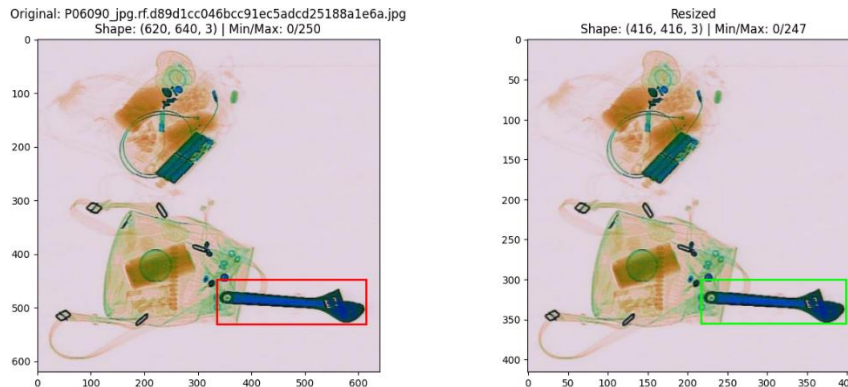 Original: P06090_jpg.rf.d89d1cc046bcc91ec5adcd25188a1e6a.jpg
Shape: (620, 640, 3) | Min/Max: 0/250
0
100
200
300
400
500
600
0 100 200 300 400 500 600
Resized
Shape: (416, 416, 3) | Min/Max: 0/247
0
50
100
150
200
250
300
350
400
0 50 100 150 200 250 300 350 400